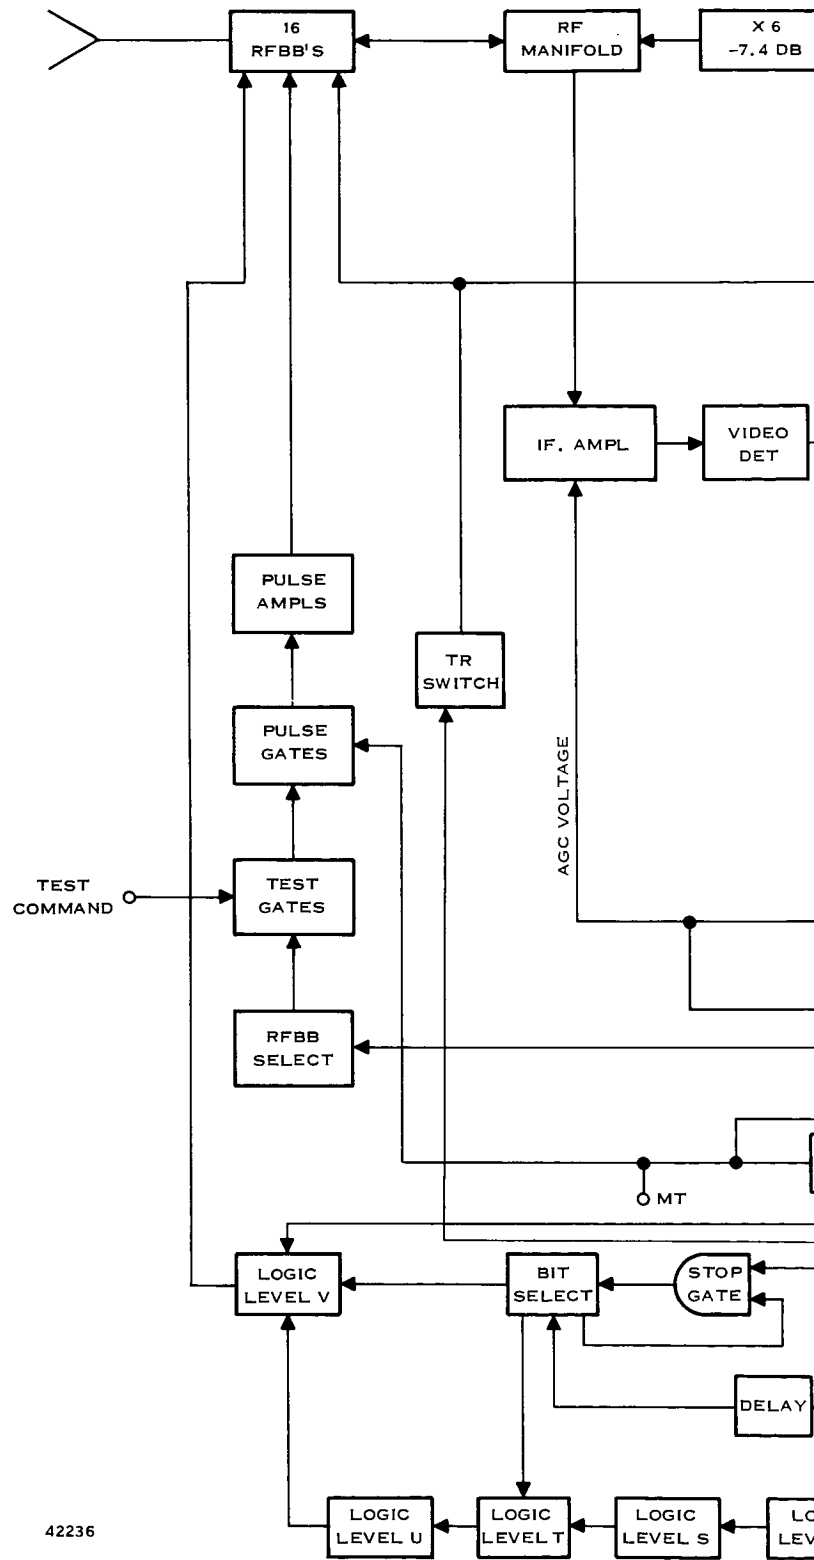 16
RFBB'S
RF
MANIFOLD
X 6
-7.4 DB
IF. AMPL
VIDEO
DET
PULSE
AMPLS
TR
SWITCH
PULSE
GATES
AGC VOLTAGE
TEST
COMMAND
TEST
GATES
RFBB
SELECT
MT
LOGIC
LEVEL V
BIT
SELECT
STOP
GATE
DELAY
LOGIC
LEVEL U
LOGIC
LEVEL T
LOGIC
LEVEL S
42236